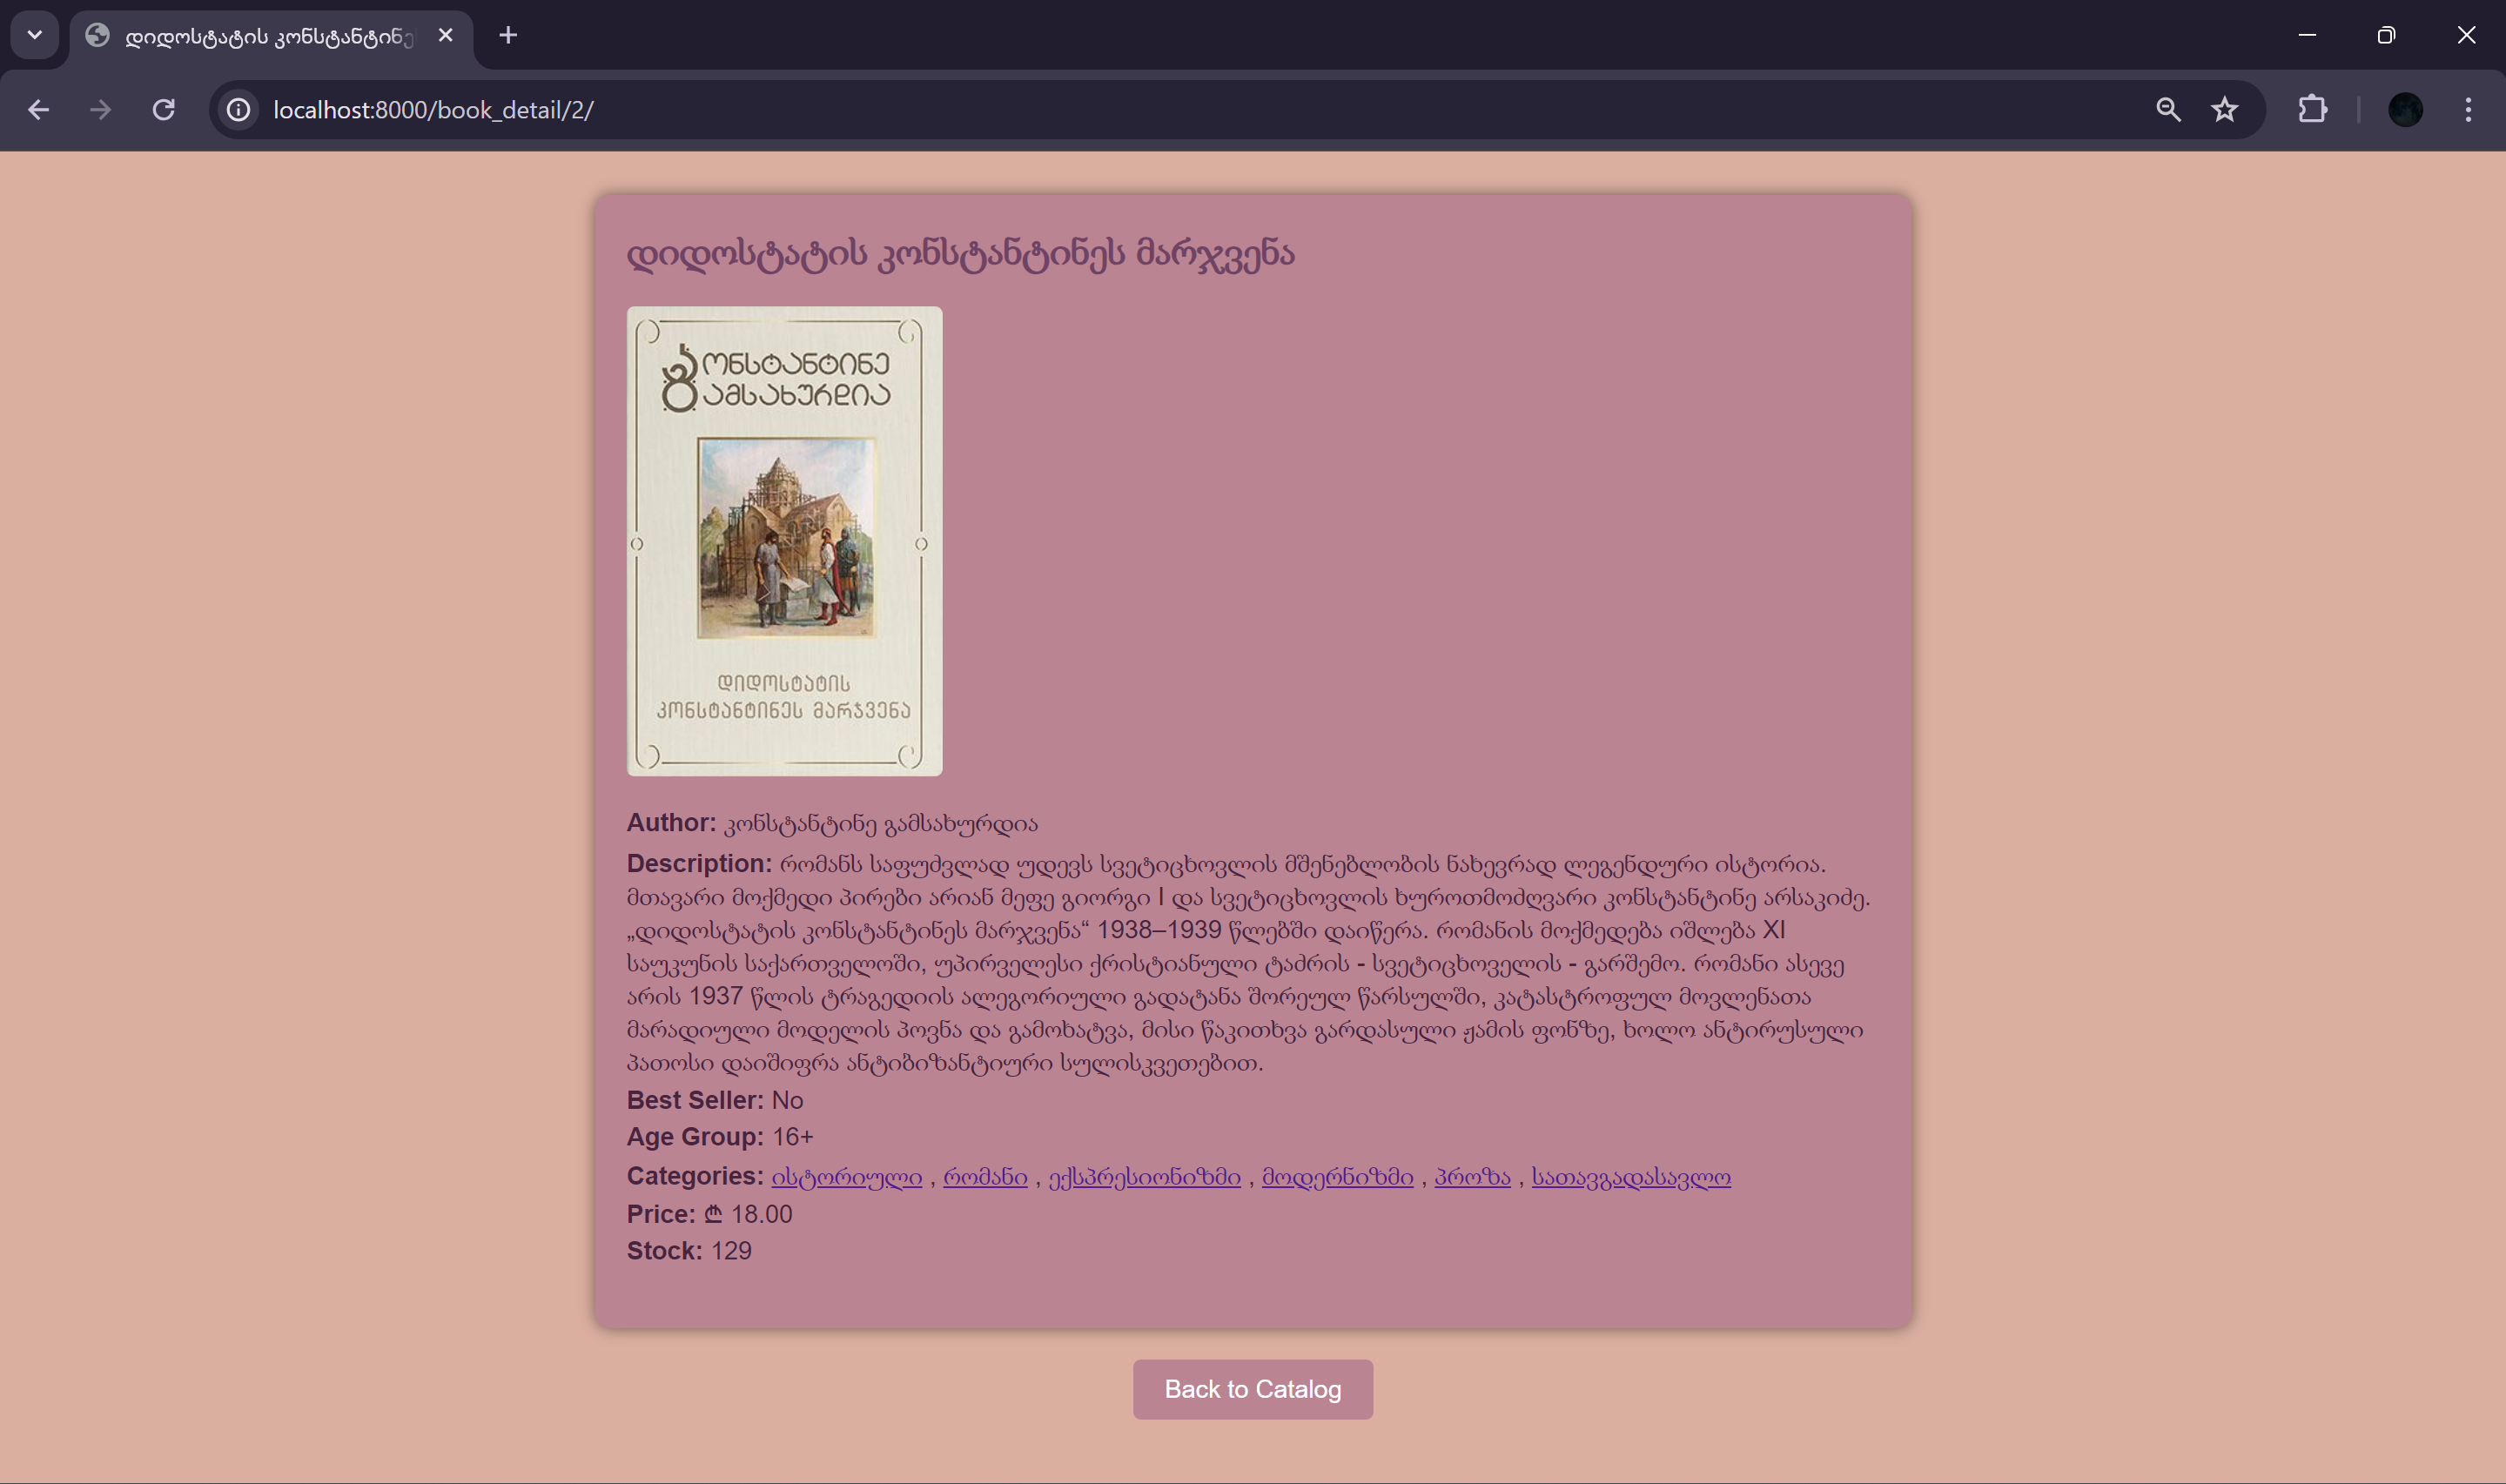 დიდოსტატის კონსტანტინეს
localhost:8000/book_detail/2/
დიდოსტატის კონსტანტინეს მარჯვენა
კონსტანტინე
გამსახურდია
დიდოსტატის
კონსტანტინეს მარჯვენა
Author: კონსტანტინე გამსახურდია
Description: რომანს საფუძვლად უდევს სვეტიცხოვლის მშენებლობის ნახევრად ლეგენდური ისტორია.
მთავარი მოქმედი პირები არიან მეფე გიორგი I და სვეტიცხოვლის ხუროთმოძღვარი კონსტანტინე არსაკიძე.
„დიდოსტატის კონსტანტინეს მარჯვენა“ 1938–1939 წლებში დაიწერა. რომანის მოქმედება იშლება XI
საუკუნის საქართველოში, უპირველესი ქრისტიანული ტაძრის - სვეტიცხოველის - გარშემო. რომანი ასევე
არის 1937 წლის ტრაგედიის ალეგორიული გადატანა შორეულ წარსულში, კატასტროფულ მოვლენათა
მარადიული მოდელის პოვნა და გამოხატვა, მისი წაკითხვა გარდასული ჟამის ფონზე, ხოლო ანტირუსული
პათოსი დაიშიფრა ანტიბიზანტიური სულისკვეთებით.
Best Seller: No
Age Group: 16+
Categories: ისტორიული , რომანი , ექსპრესიონიზმი , მოდერნიზმი , პროზა , სათავგადასავლო
Price: ₾ 18.00
Stock: 129
Back to Catalog